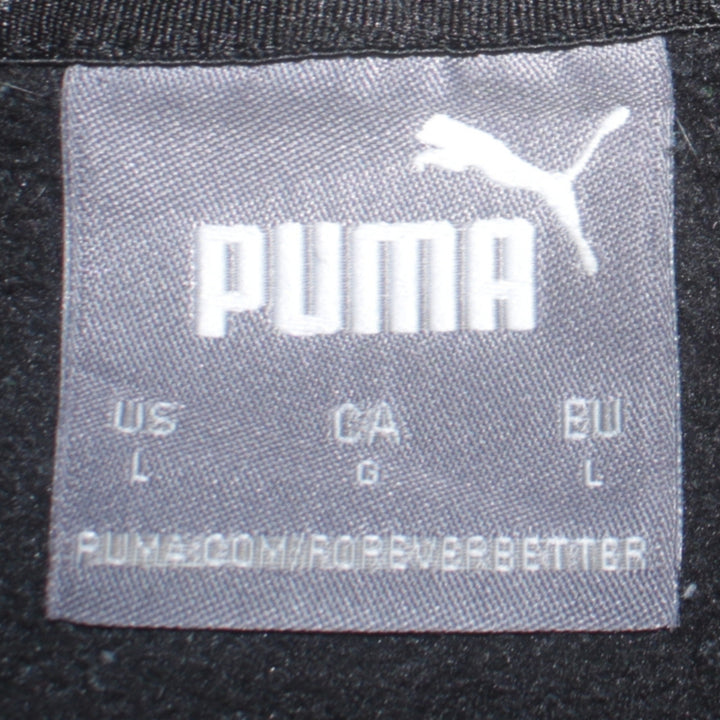 PUMA
US CA EU
L G L
PUMA.COM/FOREVERBETTER